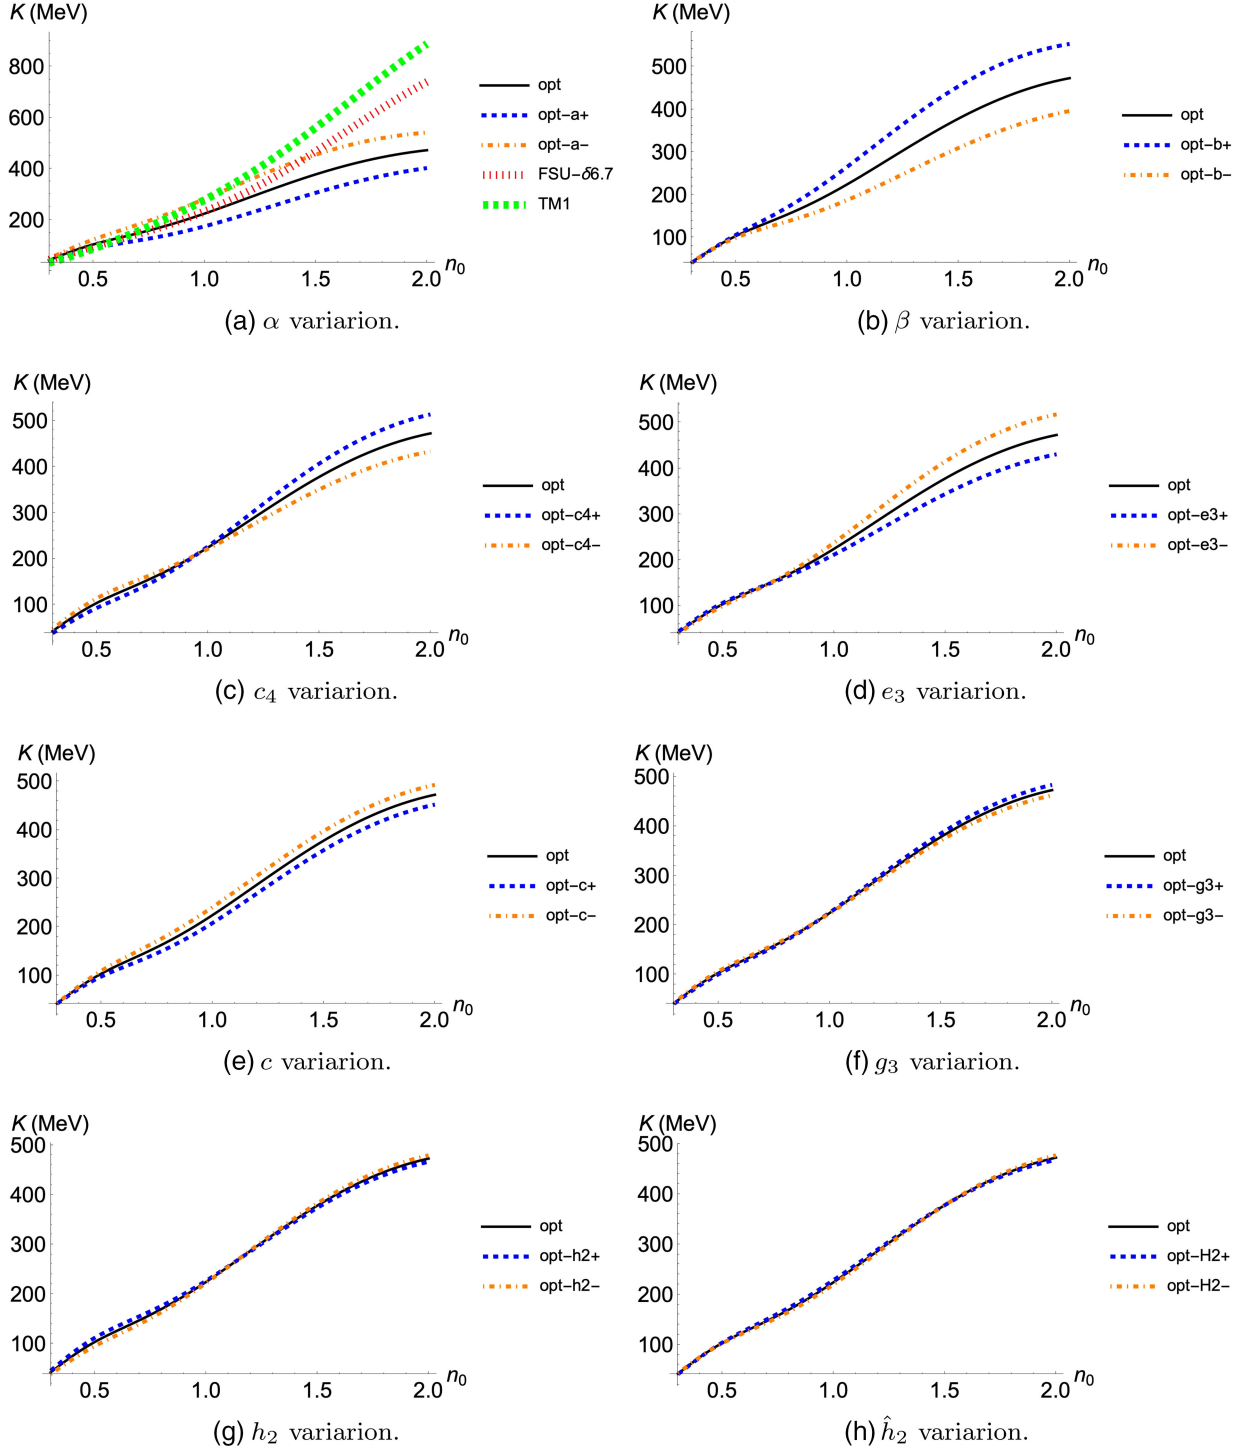 K (MeV)
800
600
400
200
0.5 1.0 1.5 2.0 n₀
opt
opt-a+
opt-a-
FSU-δ6.7
TM1
(a) α variarion.
K (MeV)
500
400
300
200
100
0.5 1.0 1.5 2.0 n₀
opt
opt-b+
opt-b-
(b) β variarion.
K (MeV)
500
400
300
200
100
0.5 1.0 1.5 2.0 n₀
opt
opt-c4+
opt-c4-
(c) c₄ variarion.
K (MeV)
500
400
300
200
100
0.5 1.0 1.5 2.0 n₀
opt
opt-e3+
opt-e3-
(d) e₃ variarion.
K (MeV)
500
400
300
200
100
0.5 1.0 1.5 2.0 n₀
opt
opt-c+
opt-c-
(e) c variarion.
K (MeV)
500
400
300
200
100
0.5 1.0 1.5 2.0 n₀
opt
opt-g3+
opt-g3-
(f) g₃ variarion.
K (MeV)
500
400
300
200
100
0.5 1.0 1.5 2.0 n₀
opt
opt-h2+
opt-h2-
(g) h₂ variarion.
K (MeV)
500
400
300
200
100
0.5 1.0 1.5 2.0 n₀
opt
opt-H2+
opt-H2-
(h) ĥ₂ variarion.